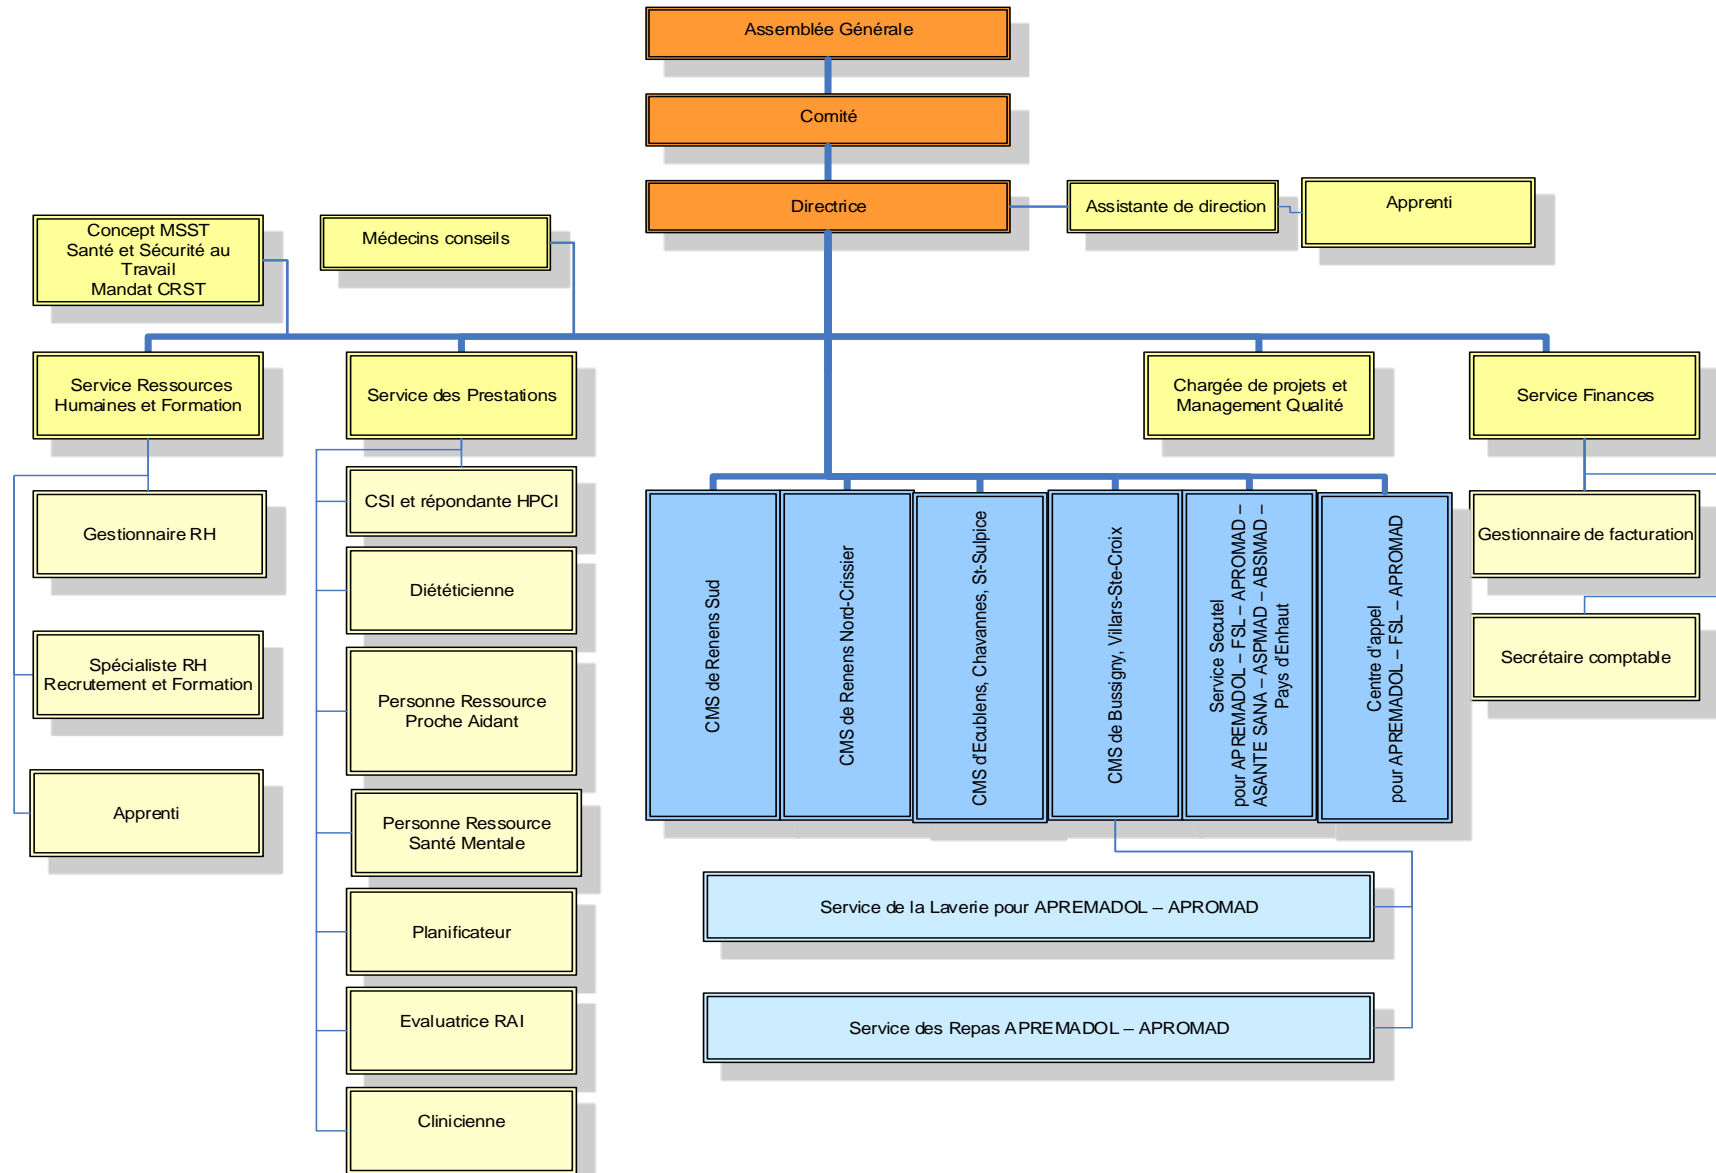 Assemblée Générale
Comité
Directrice
Assistante de direction
Apprenti
Concept MSST
Santé et Sécurité au
Travail
Mandat CRST
Médecins conseils
Service Ressources
Humaines et Formation
Service des Prestations
Chargée de projets et
Management Qualité
Service Finances
Gestionnaire RH
Spécialiste RH
Recrutement et Formation
Apprenti
CSI et répondante HPCI
Diététicienne
Personne Ressource
Proche Aidant
Personne Ressource
Santé Mentale
Planificateur
Evaluatrice RAI
Clinicienne
CMS de Renens Sud
CMS de Renens Nord-Crissier
CMS d'Ecublens, Chavannes, St-Sulpice
CMS de Bussigny, Villars-Ste-Croix
Service Secutel
pour APREMADOL – FSL – APROMAD –
ASANTE SANA – ASPMAD – ABSMAD –
Pays d'Enhaut
Centre d'appel
pour APREMADOL – FSL – APROMAD
Gestionnaire de facturation
Secrétaire comptable
Service de la Laverie pour APREMADOL – APROMAD
Service des Repas APREMADOL – APROMAD